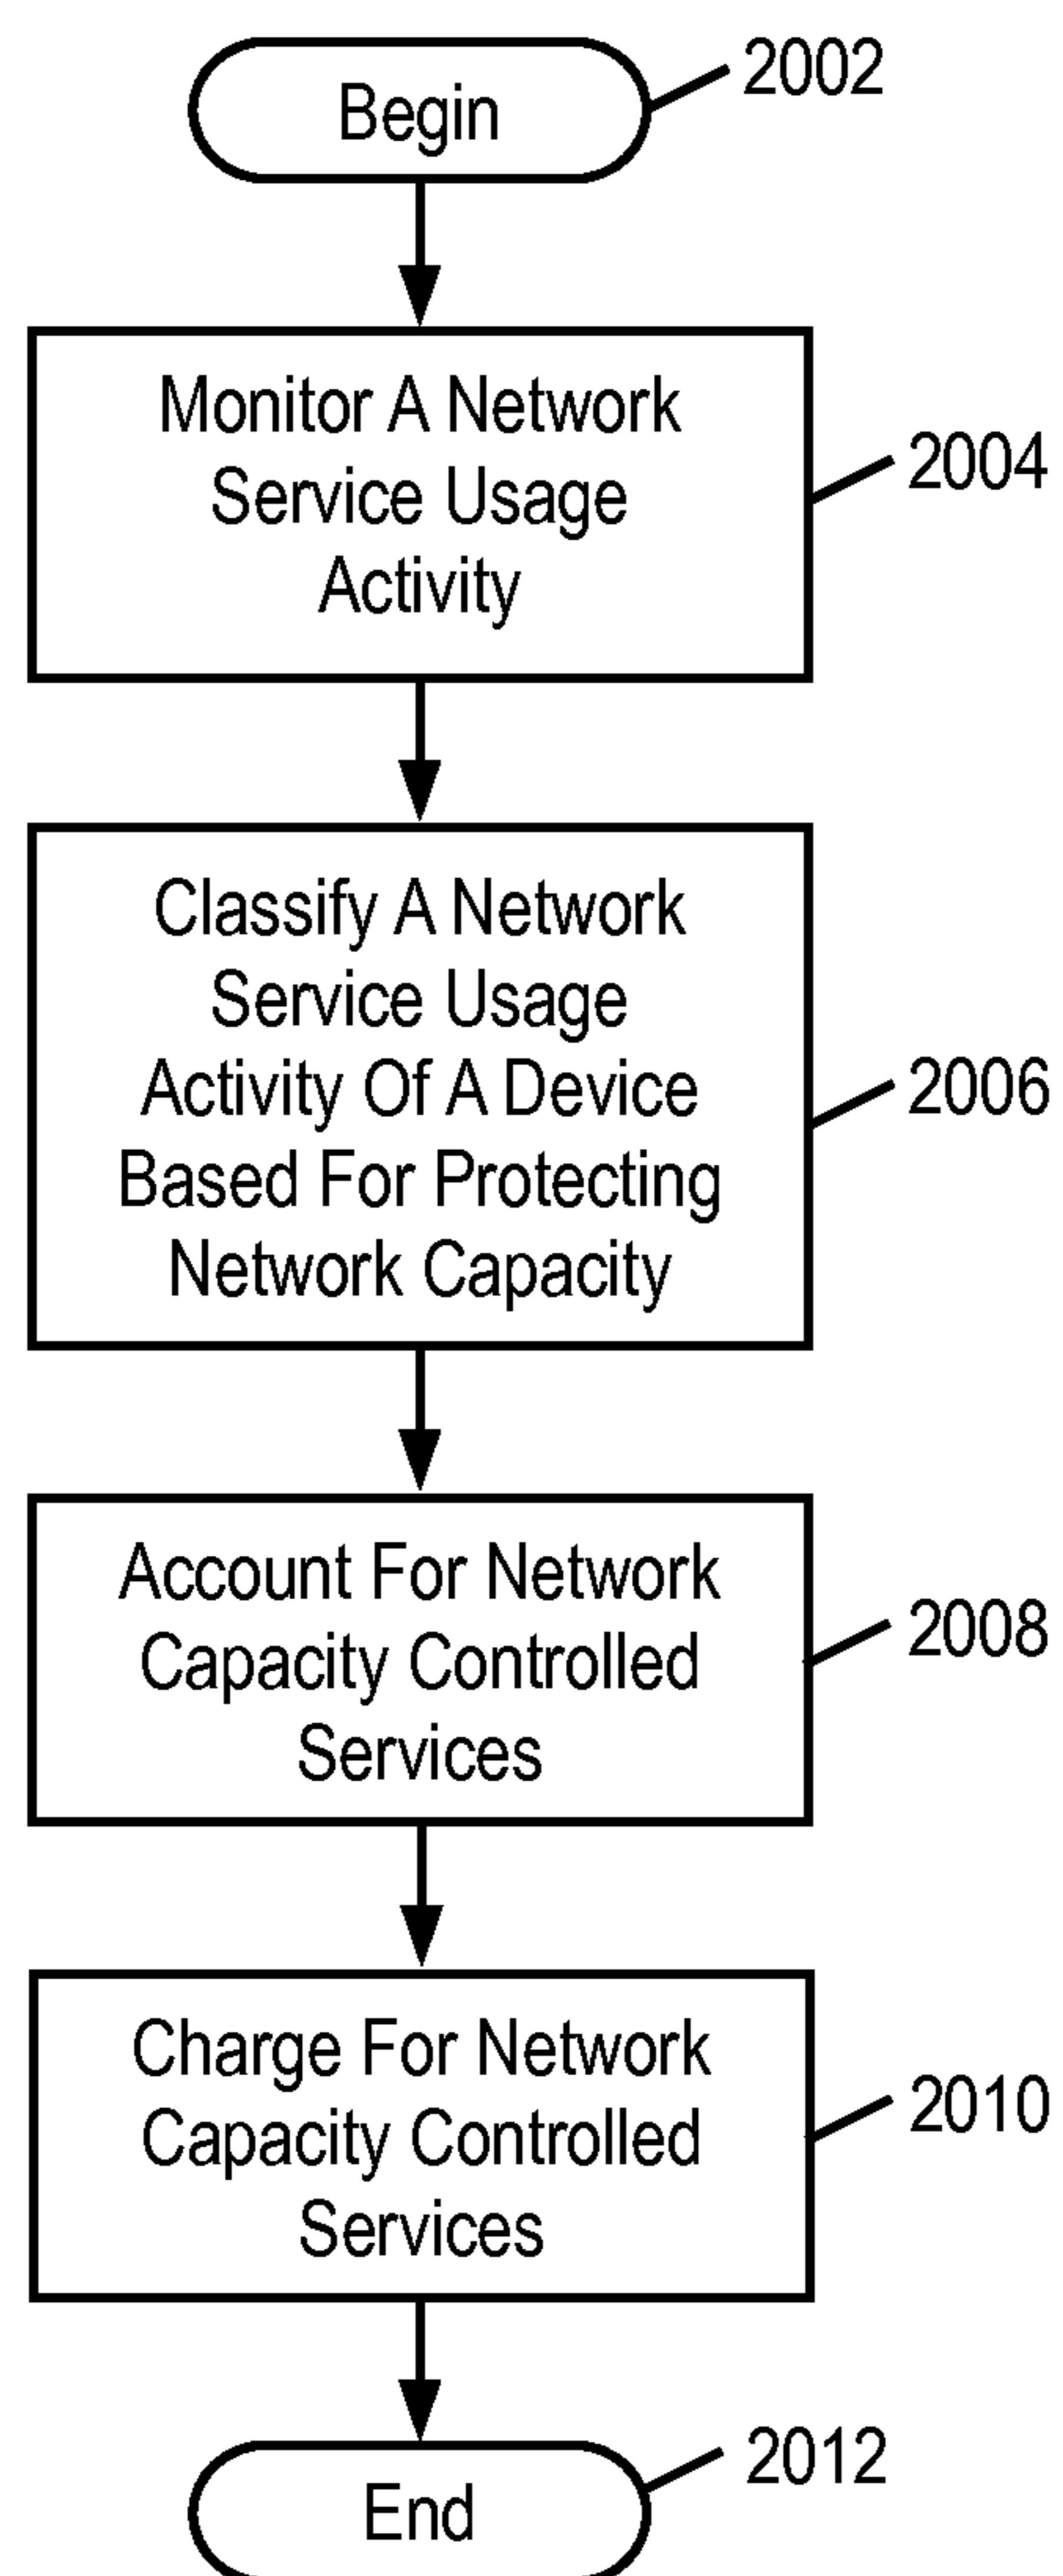 Begin
2002
Monitor A Network
Service Usage
Activity
2004
Classify A Network
Service Usage
Activity Of A Device
Based For Protecting
Network Capacity
2006
Account For Network
Capacity Controlled
Services
2008
Charge For Network
Capacity Controlled
Services
2010
End
2012